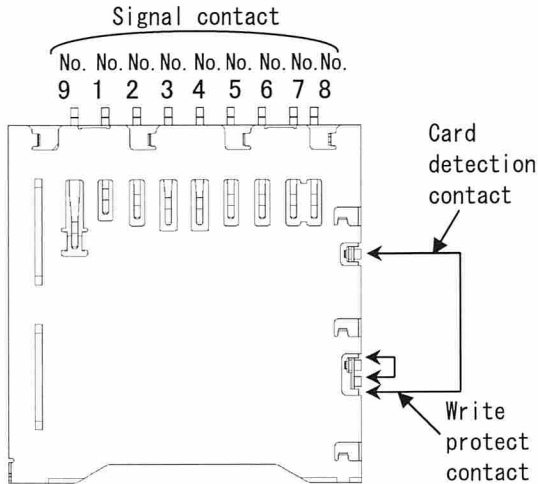 Signal contact
No. No. No. No. No. No. No. No. No.
9 1 2 3 4 5 6 7 8
Card
detection
contact
Write
protect
contact